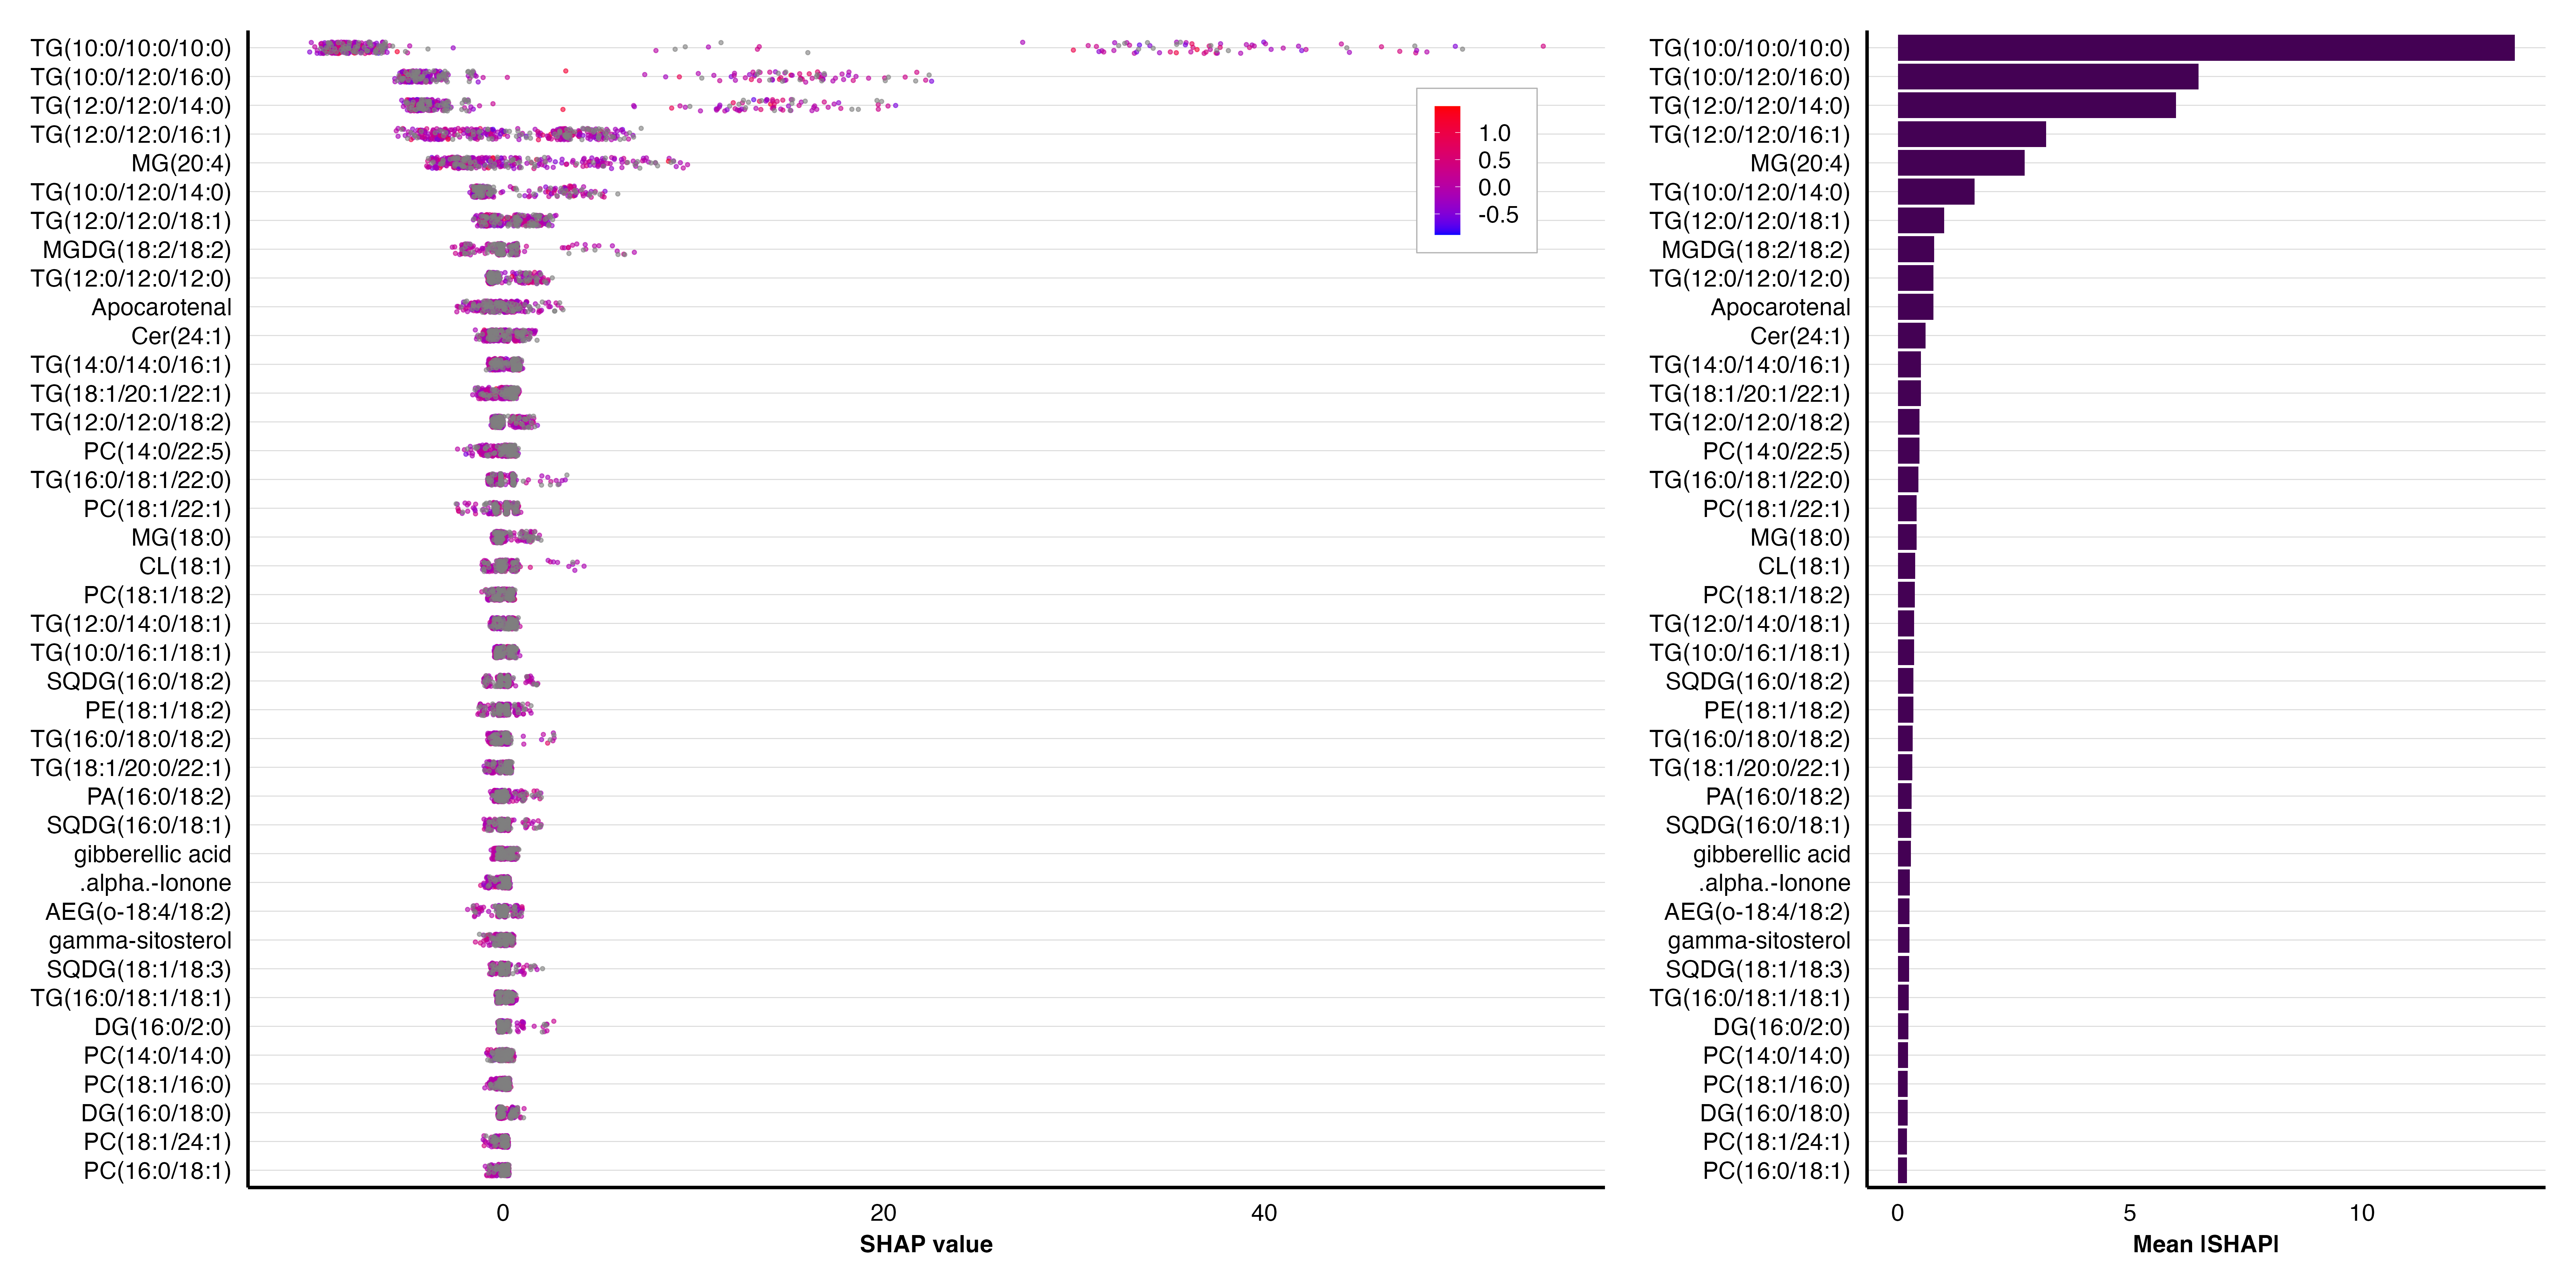 TG(10:0/10:0/10:0)
TG(10:0/12:0/16:0)
TG(12:0/12:0/14:0)
TG(12:0/12:0/16:1)
MG(20:4)
TG(10:0/12:0/14:0)
TG(12:0/12:0/18:1)
MGDG(18:2/18:2)
TG(12:0/12:0/12:0)
Apocarotenal
Cer(24:1)
TG(14:0/14:0/16:1)
TG(18:1/20:1/22:1)
TG(12:0/12:0/18:2)
PC(14:0/22:5)
TG(16:0/18:1/22:0)
PC(18:1/22:1)
MG(18:0)
CL(18:1)
PC(18:1/18:2)
TG(12:0/14:0/18:1)
TG(10:0/16:1/18:1)
SQDG(16:0/18:2)
PE(18:1/18:2)
TG(16:0/18:0/18:2)
TG(18:1/20:0/22:1)
PA(16:0/18:2)
SQDG(16:0/18:1)
gibberellic acid
.alpha.-Ionone
AEG(o-18:4/18:2)
gamma-sitosterol
SQDG(18:1/18:3)
TG(16:0/18:1/18:1)
DG(16:0/2:0)
PC(14:0/14:0)
PC(18:1/16:0)
DG(16:0/18:0)
PC(18:1/24:1)
PC(16:0/18:1)
0 20 40
SHAP value
1.0
0.5
0.0
-0.5
TG(10:0/10:0/10:0)
TG(10:0/12:0/16:0)
TG(12:0/12:0/14:0)
TG(12:0/12:0/16:1)
MG(20:4)
TG(10:0/12:0/14:0)
TG(12:0/12:0/18:1)
MGDG(18:2/18:2)
TG(12:0/12:0/12:0)
Apocarotenal
Cer(24:1)
TG(14:0/14:0/16:1)
TG(18:1/20:1/22:1)
TG(12:0/12:0/18:2)
PC(14:0/22:5)
TG(16:0/18:1/22:0)
PC(18:1/22:1)
MG(18:0)
CL(18:1)
PC(18:1/18:2)
TG(12:0/14:0/18:1)
TG(10:0/16:1/18:1)
SQDG(16:0/18:2)
PE(18:1/18:2)
TG(16:0/18:0/18:2)
TG(18:1/20:0/22:1)
PA(16:0/18:2)
SQDG(16:0/18:1)
gibberellic acid
.alpha.-Ionone
AEG(o-18:4/18:2)
gamma-sitosterol
SQDG(18:1/18:3)
TG(16:0/18:1/18:1)
DG(16:0/2:0)
PC(14:0/14:0)
PC(18:1/16:0)
DG(16:0/18:0)
PC(18:1/24:1)
PC(16:0/18:1)
0 5 10
Mean |SHAP|